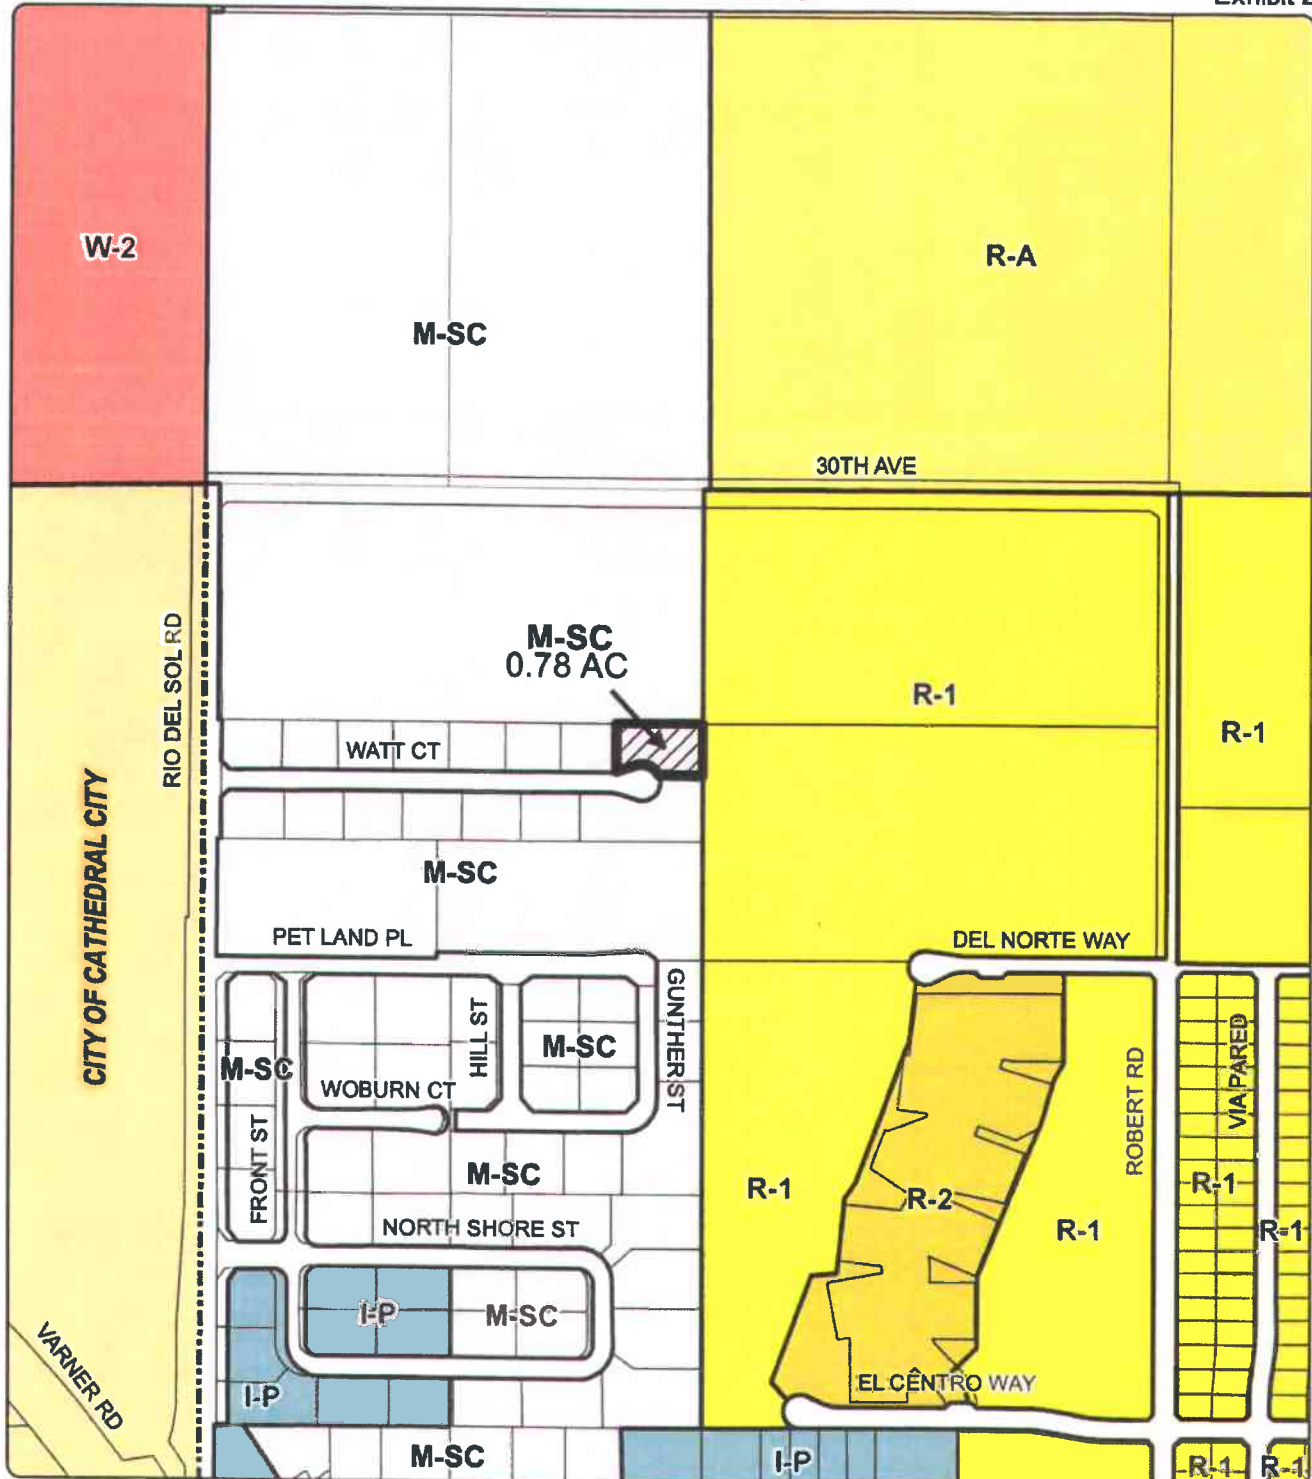 Exhibit 2
W-2
R-A
M-SC
30TH AVE
RIO DEL SOL RD
M-SC
0.78 AC
R-1
R-1
WATT CT
CITY OF CATHEDRAL CITY
M-SC
PET LAND PL
DEL NORTE WAY
GUNTHER ST
HILL ST
M-SC
M-SC
WOBURN CT
VIA PARED
ROBERT RD
FRONT ST
M-SC
R-1
R-2
R-1
R-1
R-1
NORTH SHORE ST
I-P
M-SC
VARNER RD
I-P
EL CÊNTRO WAY
M-SC
I-P
R-1
R-1